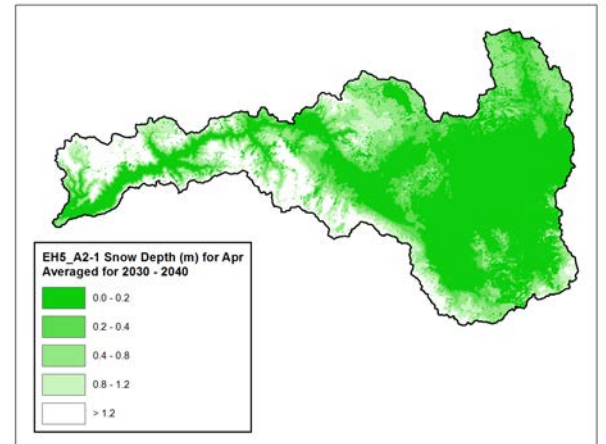 EH5_A2-1 Snow Depth (m) for Apr
Averaged for 2030 - 2040
0.0 - 0.2
0.2 - 0.4
0.4 - 0.8
0.8 - 1.2
> 1.2